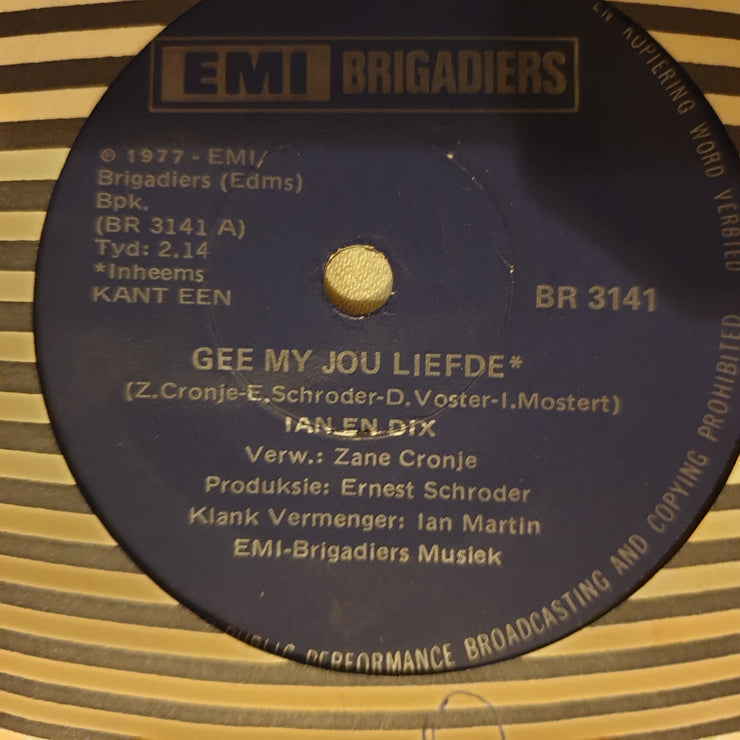 EMI BRIGADIERS
℗ 1977 - EMI/
Brigadiers (Edms)
Bpk.
(BR 3141 A)
Tyd: 2.14
*Inheems
KANT EEN
BR 3141
GEE MY JOU LIEFDE*
(Z.Cronje-E.Schroder-D.Voster-I.Mostert)
IAN EN DIX
Verw.: Zane Cronje
Produksie: Ernest Schroder
Klank Vermenger: Ian Martin
EMI-Brigadiers Musiek
EN KOPIERING WORD VERBIED
PUBLIC PERFORMANCE BROADCASTING AND COPYING PROHIBITED